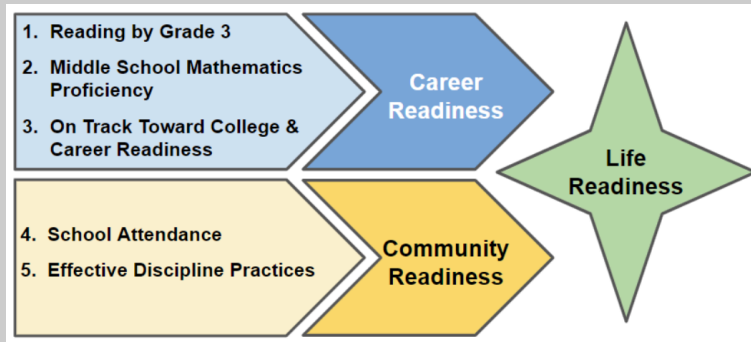 1. Reading by Grade 3
2. Middle School Mathematics
Proficiency
3. On Track Toward College &
Career Readiness
Career
Readiness
4. School Attendance
5. Effective Discipline Practices
Community
Readiness
Life
Readiness